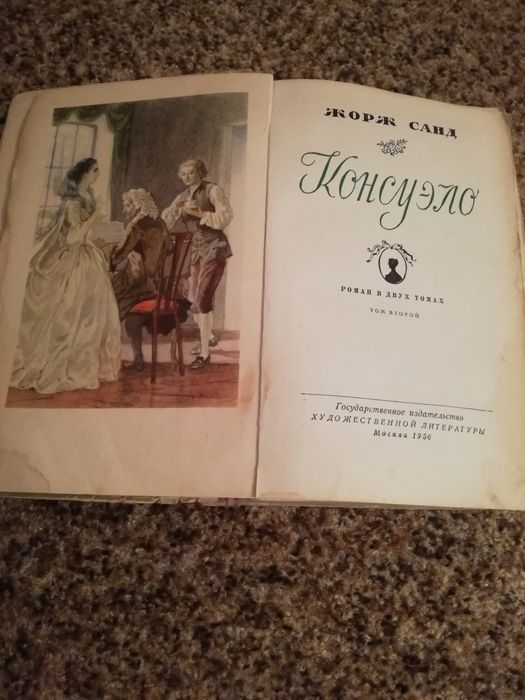 ЖОРЖ САНД
Консуэло
РОМАН В ДВУХ ТОМАХ
ТОМ ВТОРОЙ
Государственное издательство
ХУДОЖЕСТВЕННОЙ ЛИТЕРАТУРЫ
Москва 1956